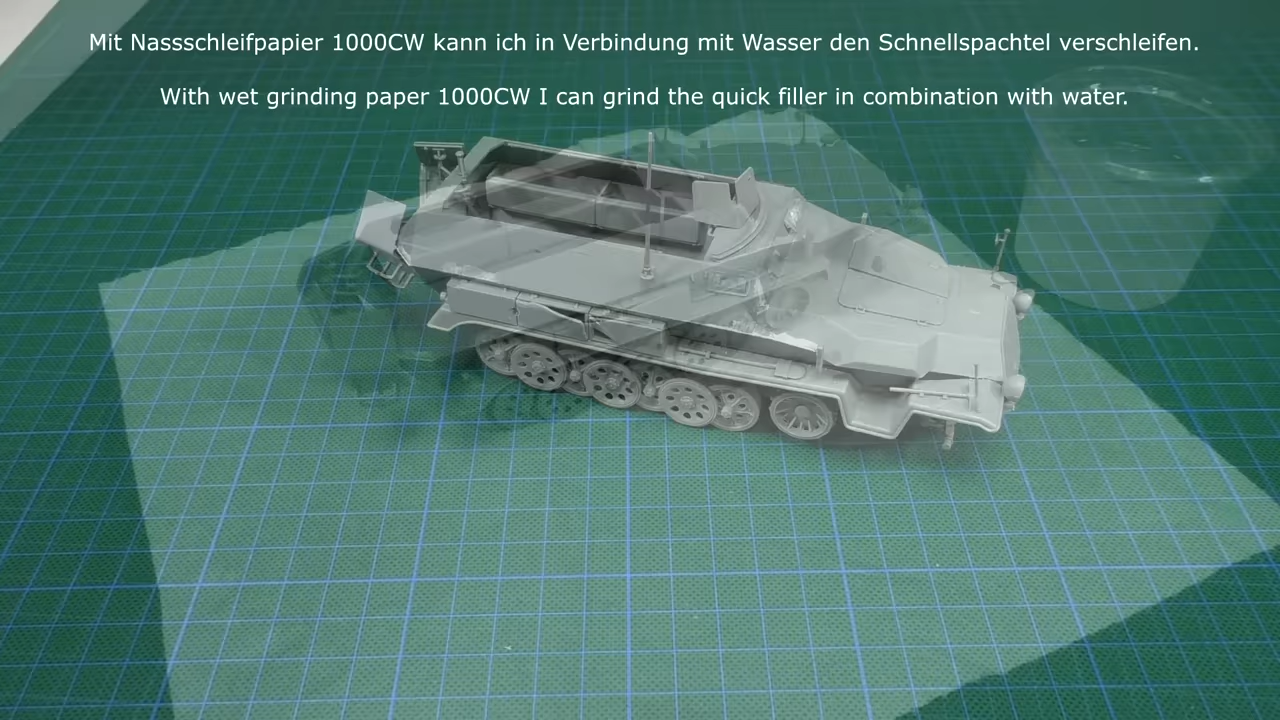 Mit Nassschleifpapier 1000CW kann ich in Verbindung mit Wasser den Schnellspachtel verschleifen.
With wet grinding paper 1000CW I can grind the quick filler in combination with water.